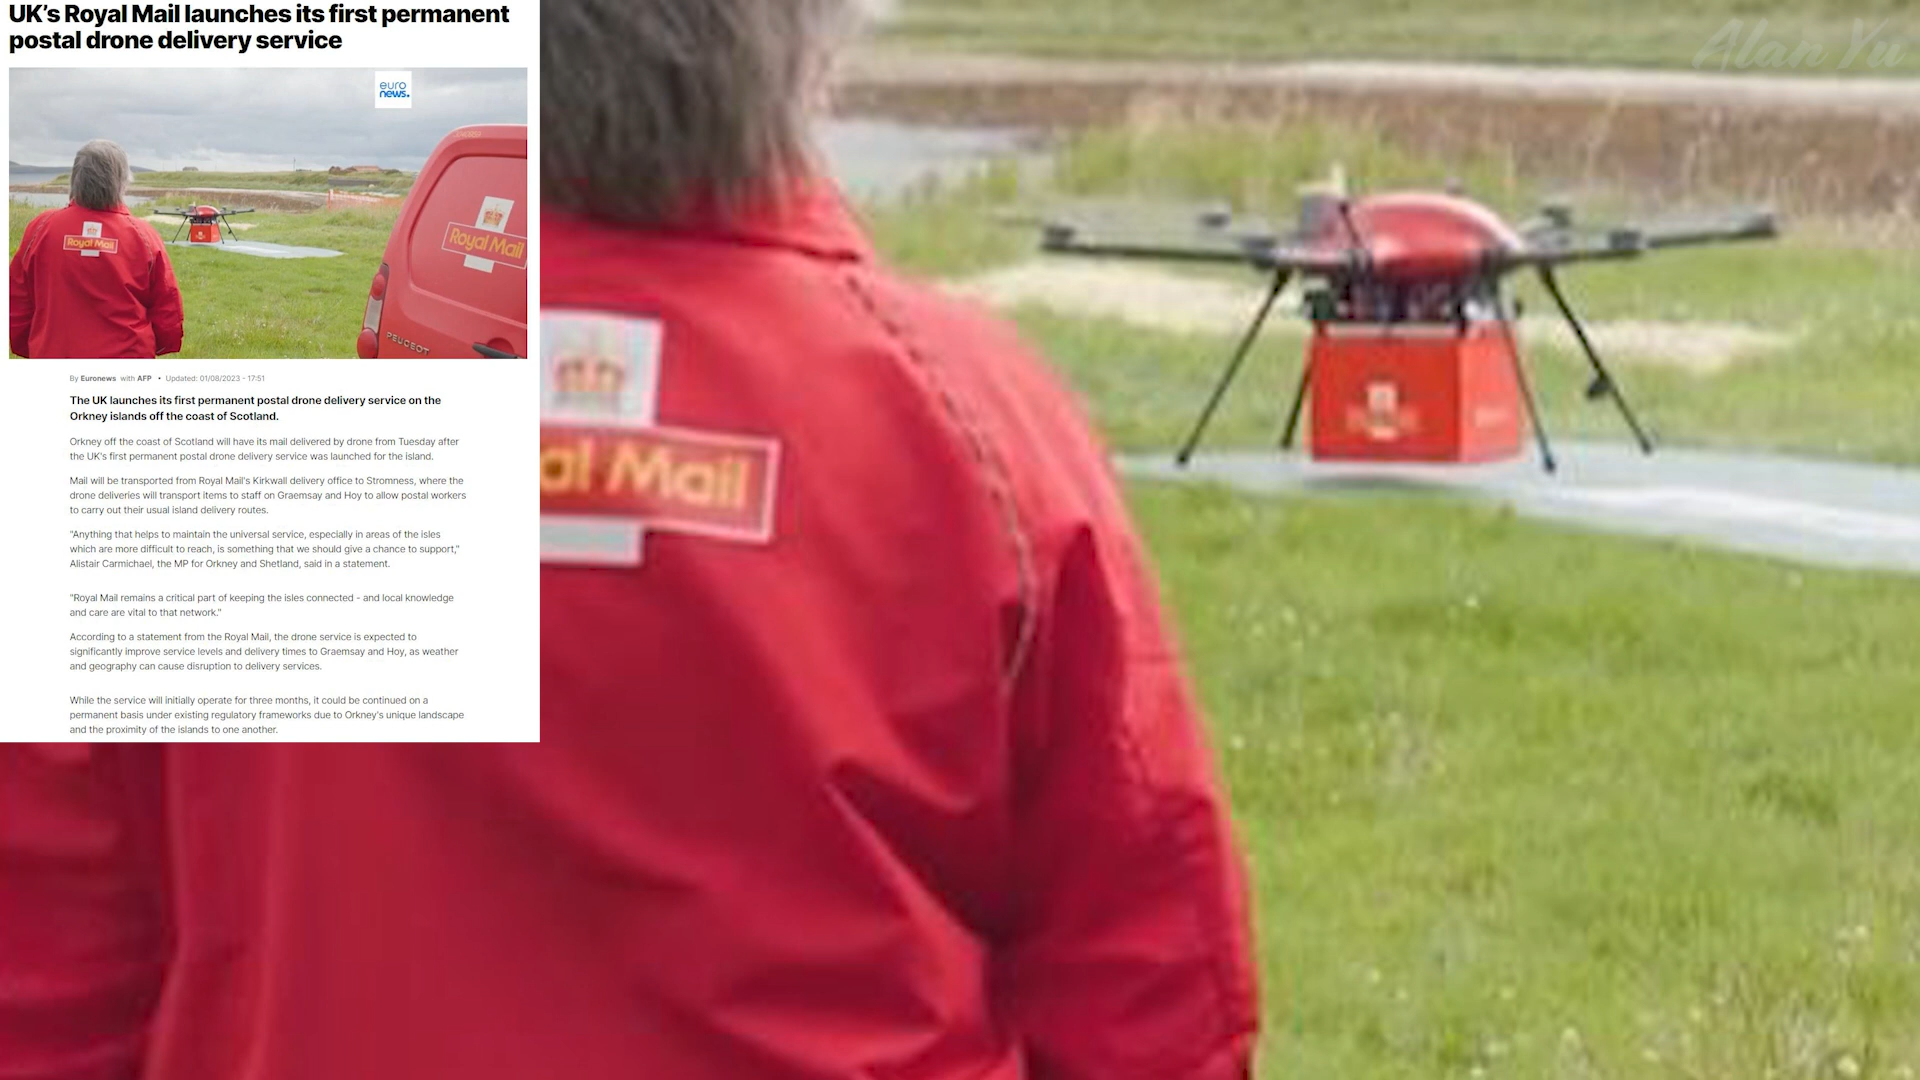 UK's Royal Mail launches its first permanent
postal drone delivery service
euro
news.
Royal Mail
Royal Mail
PEUGEOT
By Euronews with AFP • Updated: 01/08/2023 - 17:51
The UK launches its first permanent postal drone delivery service on the
Orkney islands off the coast of Scotland.
Orkney off the coast of Scotland will have its mail delivered by drone from Tuesday after
the UK's first permanent postal drone delivery service was launched for the island.
Mail will be transported from Royal Mail's Kirkwall delivery office to Stromness, where the
drone deliveries will transport items to staff on Graemsay and Hoy to allow postal workers
to carry out their usual island delivery routes.
"Anything that helps to maintain the universal service, especially in areas of the isles
which are more difficult to reach, is something that we should give a chance to support,"
Alistair Carmichael, the MP for Orkney and Shetland, said in a statement.
"Royal Mail remains a critical part of keeping the isles connected - and local knowledge
and care are vital to that network."
According to a statement from the Royal Mail, the drone service is expected to
significantly improve service levels and delivery times to Graemsay and Hoy, as weather
and geography can cause disruption to delivery services.
While the service will initially operate for three months, it could be continued on a
permanent basis under existing regulatory frameworks due to Orkney's unique landscape
and the proximity of the islands to one another.
al Mail
Alan Yu